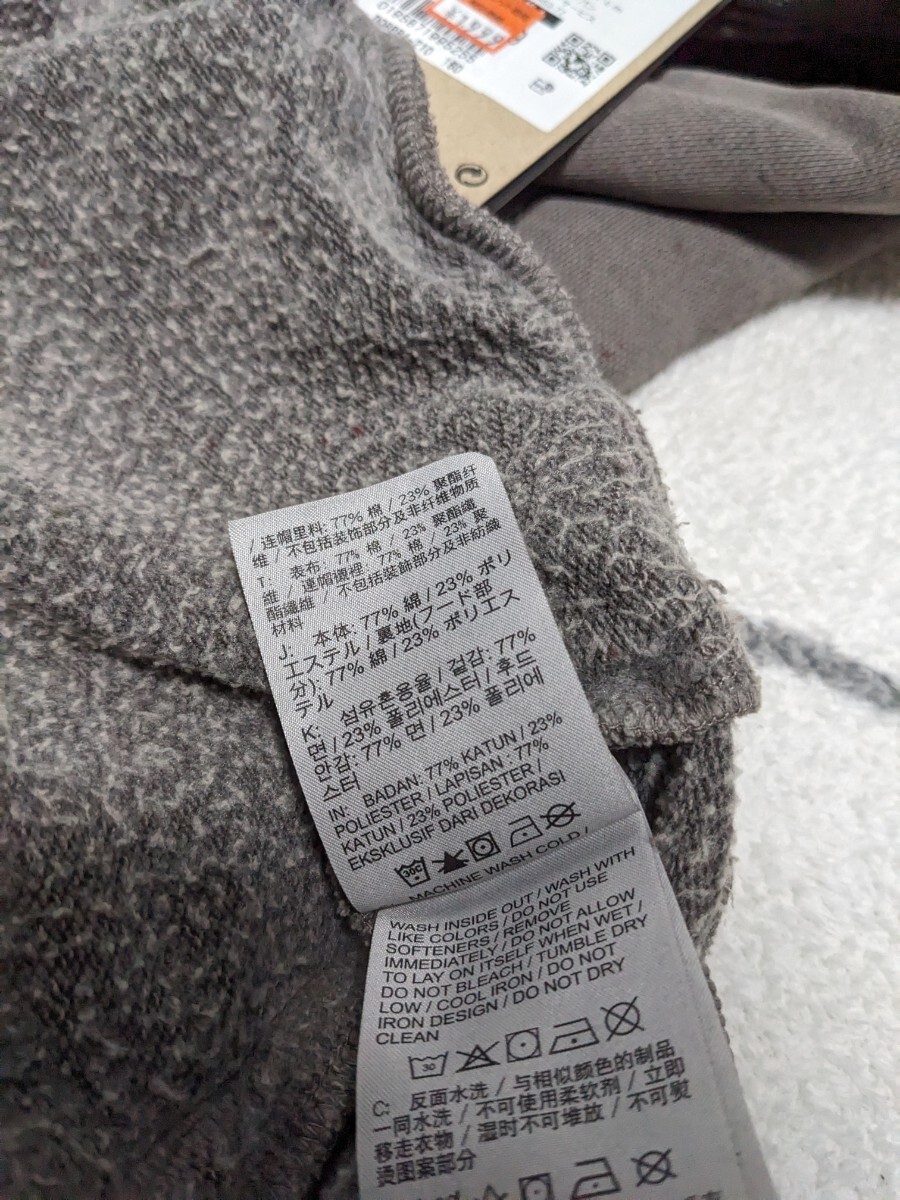 サービス
180
/ 连帽里料: 77% 棉 / 23% 聚酯纤
维 / 不包括装饰部分及非纤维物质
T: 表布: 77% 棉 / 23% 聚酯纖
維 / 連帽襯裡: 77% 棉 / 23% 聚
酯纖維 / 不包括裝飾部分及非紡織
材料
J: 本体: 77% 綿 / 23% ポリ
エステル / 裏地(フード部
分): 77% 綿 / 23% ポリエス
テル
K: 섬유혼용율 / 겉감: 77%
면 / 23% 폴리에스터 / 후드
안감: 77% 면 / 23% 폴리에
스터
IN: BADAN: 77% KATUN / 23%
POLIESTER / LAPISAN : 77%
KATUN / 23% POLIESTER /
EKSKLUSIF DARI DEKORASI
30C
MACHINE WASH COLD /
WASH INSIDE OUT / WASH WITH
LIKE COLORS / DO NOT USE
SOFTENERS / REMOVE
IMMEDIATELY / DO NOT ALLOW
TO LAY ON ITSELF WHEN WET /
DO NOT BLEACH / TUMBLE DRY
LOW / COOL IRON / DO NOT
IRON DESIGN / DO NOT DRY
CLEAN
30
C: 反面水洗 / 与相似颜色的制品
一同水洗 / 不可使用柔软剂 / 立即
移走衣物 / 湿时不可堆放 / 不可熨
烫图案部分